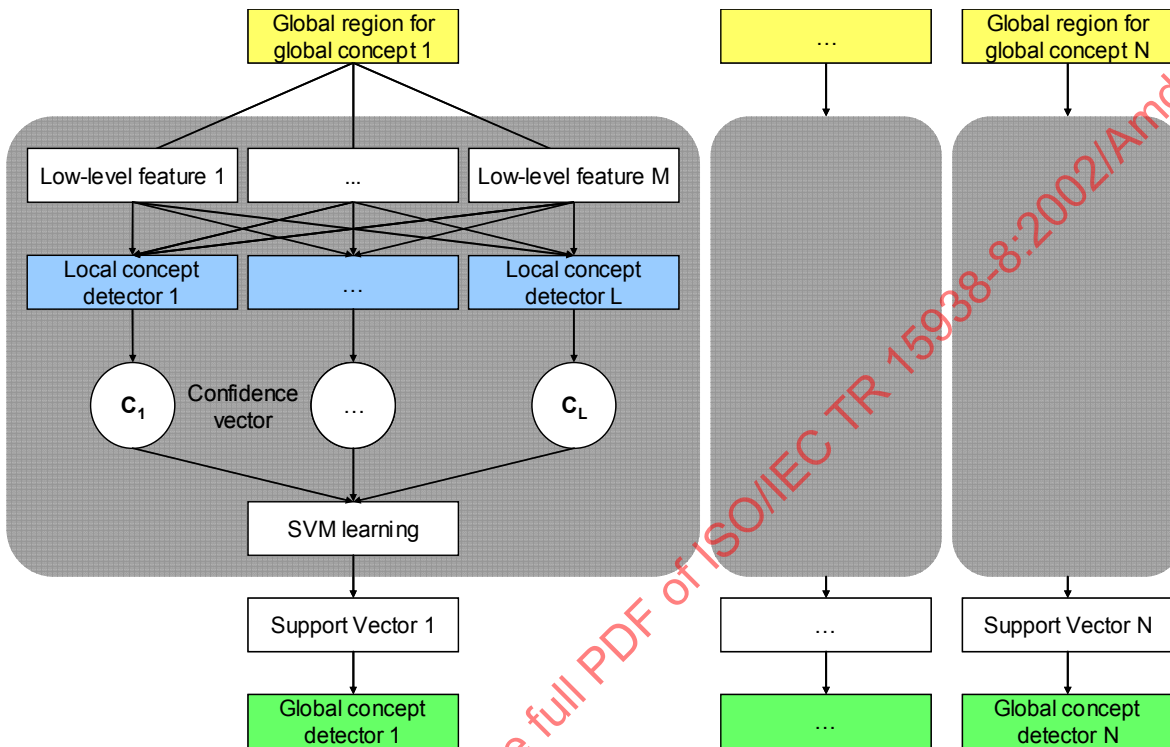 Global region for
global concept 1
...
Global region for
global concept N
Low-level feature 1
...
Low-level feature M
Local concept
detector 1
...
Local concept
detector L
C1
Confidence
vector
...
CL
SVM learning
Support Vector 1
...
Support Vector N
Global concept
detector 1
...
Global concept
detector N
full PDF of ISO/IEC TR 15938-8:2002/Amd